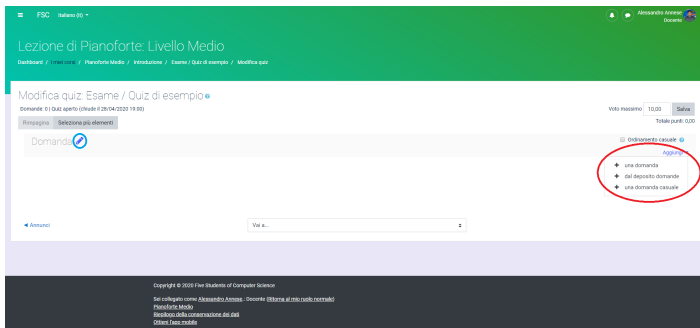 FSC Italiano (it)
Alessandro Annese
Docente
Lezione di Pianoforte: Livello Medio
Dashboard / I miei corsi / Pianoforte Medio / Introduzione / Esame / Quiz di esempio / Modifica quiz
Modifica quiz: Esame / Quiz di esempio
Domande: 0 | Quiz aperto (chiude il 28/04/2020 19:00)
Voto massimo 10,00 Salva
Rimpagina Seleziona più elementi
Totale punti: 0,00
Domanda
Ordinamento casuale
Aggiungi
+ una domanda
+ dal deposito domande
+ una domanda casuale
◄ Annunci
Vai a...
Copyright © 2020 Five Students of Computer Science
Sei collegato come Alessandro Annese.: Docente (Ritorna al mio ruolo normale)
Pianoforte Medio
Riepilogo della conservazione dei dati
Ottieni l'app mobile